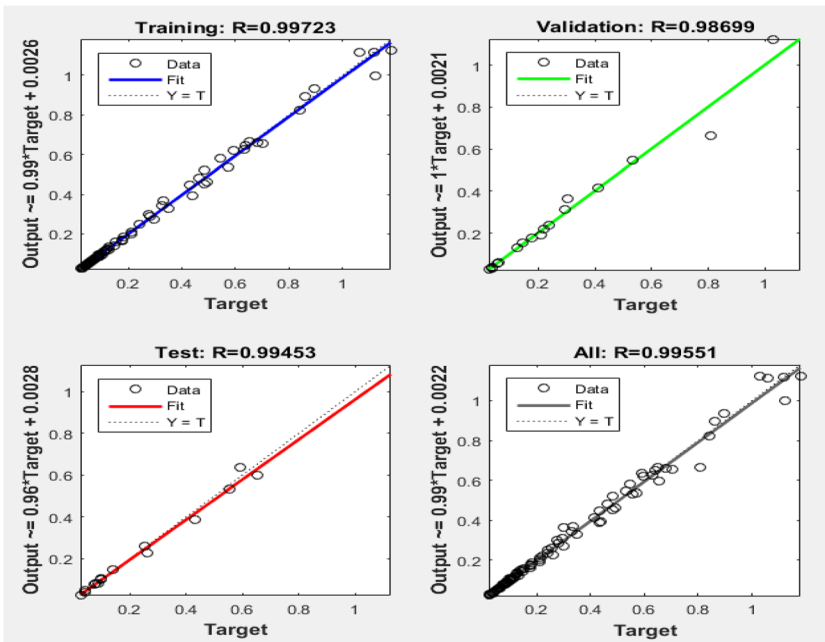 Training: R=0.99723
Output ~= 0.99*Target + 0.0026
1
0.8
0.6
0.4
0.2
Data
Fit
Y = T
0.2
0.4
0.6
0.8
1
Target
Validation: R=0.98699
Output ~= 1*Target + 0.0021
1
0.8
0.6
0.4
0.2
Data
Fit
Y = T
0.2
0.4
0.6
0.8
1
Target
Test: R=0.99453
Output ~= 0.96*Target + 0.0028
1
0.8
0.6
0.4
0.2
Data
Fit
Y = T
0.2
0.4
0.6
0.8
1
Target
All: R=0.99551
Output ~= 0.99*Target + 0.0022
1
0.8
0.6
0.4
0.2
Data
Fit
Y = T
0.2
0.4
0.6
0.8
1
Target